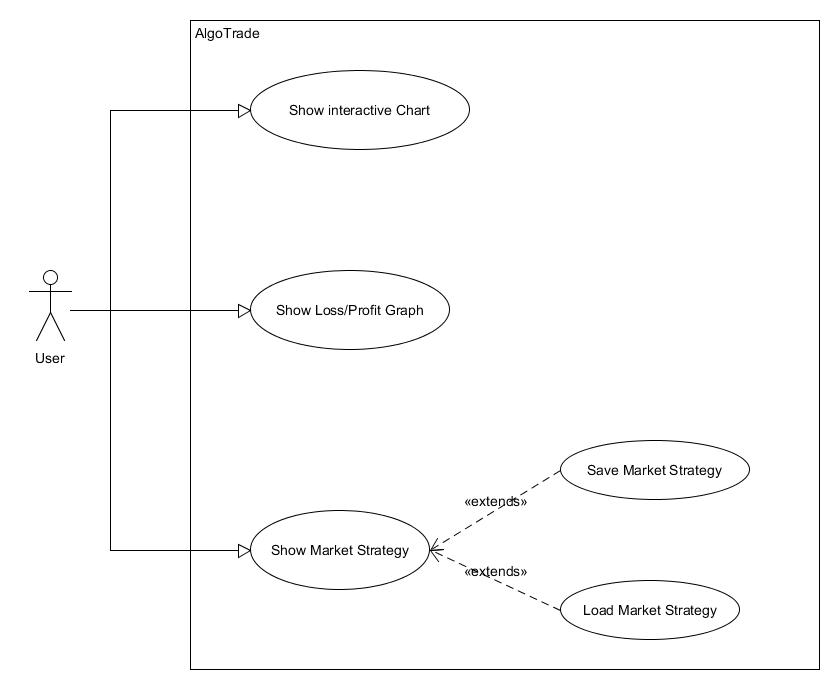 AlgoTrade
Show interactive Chart
Show Loss/Profit Graph
User
Save Market Strategy
«extends»
Show Market Strategy
«extends»
Load Market Strategy